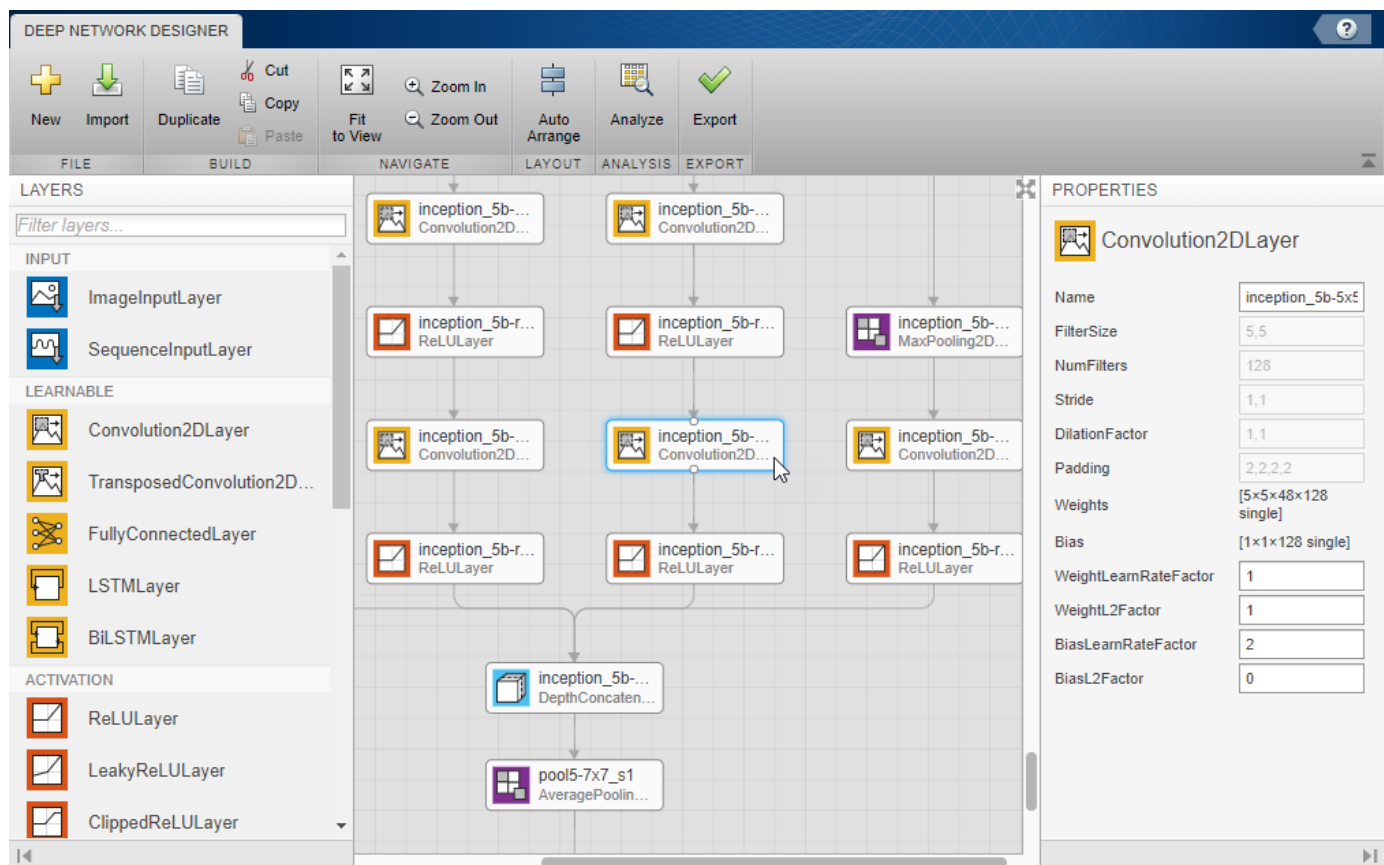 DEEP NETWORK DESIGNER
?
New
Import
Duplicate
Cut
Copy
Paste
Fit
to View
Zoom In
Zoom Out
Auto
Arrange
Analyze
Export
FILE
BUILD
NAVIGATE
LAYOUT
ANALYSIS
EXPORT
LAYERS
Filter layers...
INPUT
ImageInputLayer
SequenceInputLayer
LEARNABLE
Convolution2DLayer
TransposedConvolution2D...
FullyConnectedLayer
LSTMLayer
BiLSTMLayer
ACTIVATION
ReLULayer
LeakyReLULayer
ClippedReLULayer
inception_5b-...
Convolution2D...
inception_5b-...
Convolution2D...
inception_5b-r...
ReLULayer
inception_5b-r...
ReLULayer
inception_5b-...
MaxPooling2D...
inception_5b-...
Convolution2D...
inception_5b-...
Convolution2D...
inception_5b-...
Convolution2D...
inception_5b-r...
ReLULayer
inception_5b-r...
ReLULayer
inception_5b-r...
ReLULayer
inception_5b-...
DepthConcaten...
pool5-7x7_s1
AveragePoolin...
PROPERTIES
Convolution2DLayer
Name inception_5b-5x5
FilterSize 5,5
NumFilters 128
Stride 1,1
DilationFactor 1,1
Padding 2,2,2,2
Weights [5×5×48×128
single]
Bias [1×1×128 single]
WeightLearnRateFactor 1
WeightL2Factor 1
BiasLearnRateFactor 2
BiasL2Factor 0